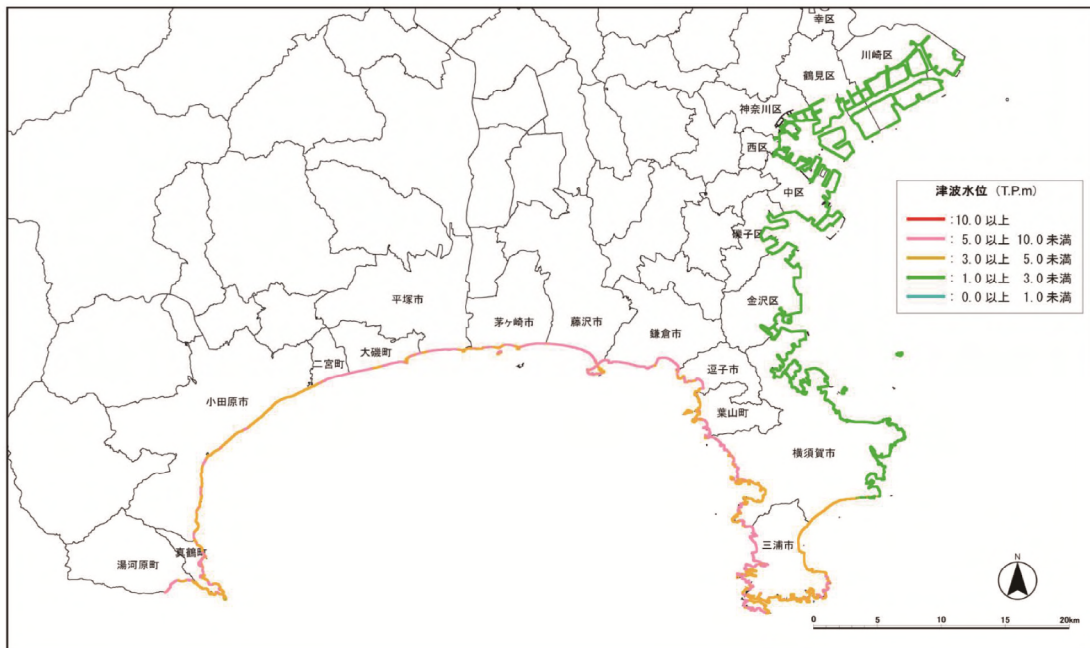 幸区
川崎区
鶴見区
神奈川区
西区
中区
磯子区
金沢区
津波水位 (T.P.m)
: 10.0 以上
: 5.0 以上 10.0 未満
: 3.0 以上 5.0 未満
: 1.0 以上 3.0 未満
: 0.0 以上 1.0 未満
平塚市
茅ヶ崎市
藤沢市
鎌倉市
大磯町
二宮町
逗子市
小田原市
葉山町
横須賀市
三浦市
真鶴町
湯河原町
N
0 5 10 15 20km